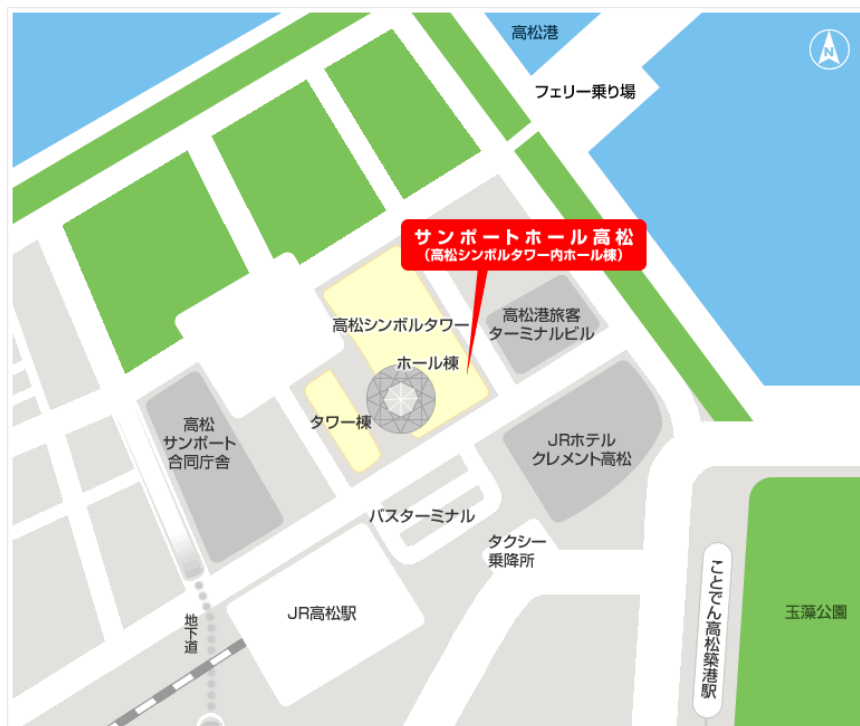 高松港
N
フェリー乗り場
サンポートホール高松
（高松シンボルタワー内ホール棟）
高松港旅客
ターミナルビル
高松シンボルタワー
ホール棟
タワー棟
高松
サンポート
合同庁舎
JRホテル
クレメント高松
バスターミナル
タクシー
乗降所
JR高松駅
地下道
ことでん高松築港駅
玉藻公園